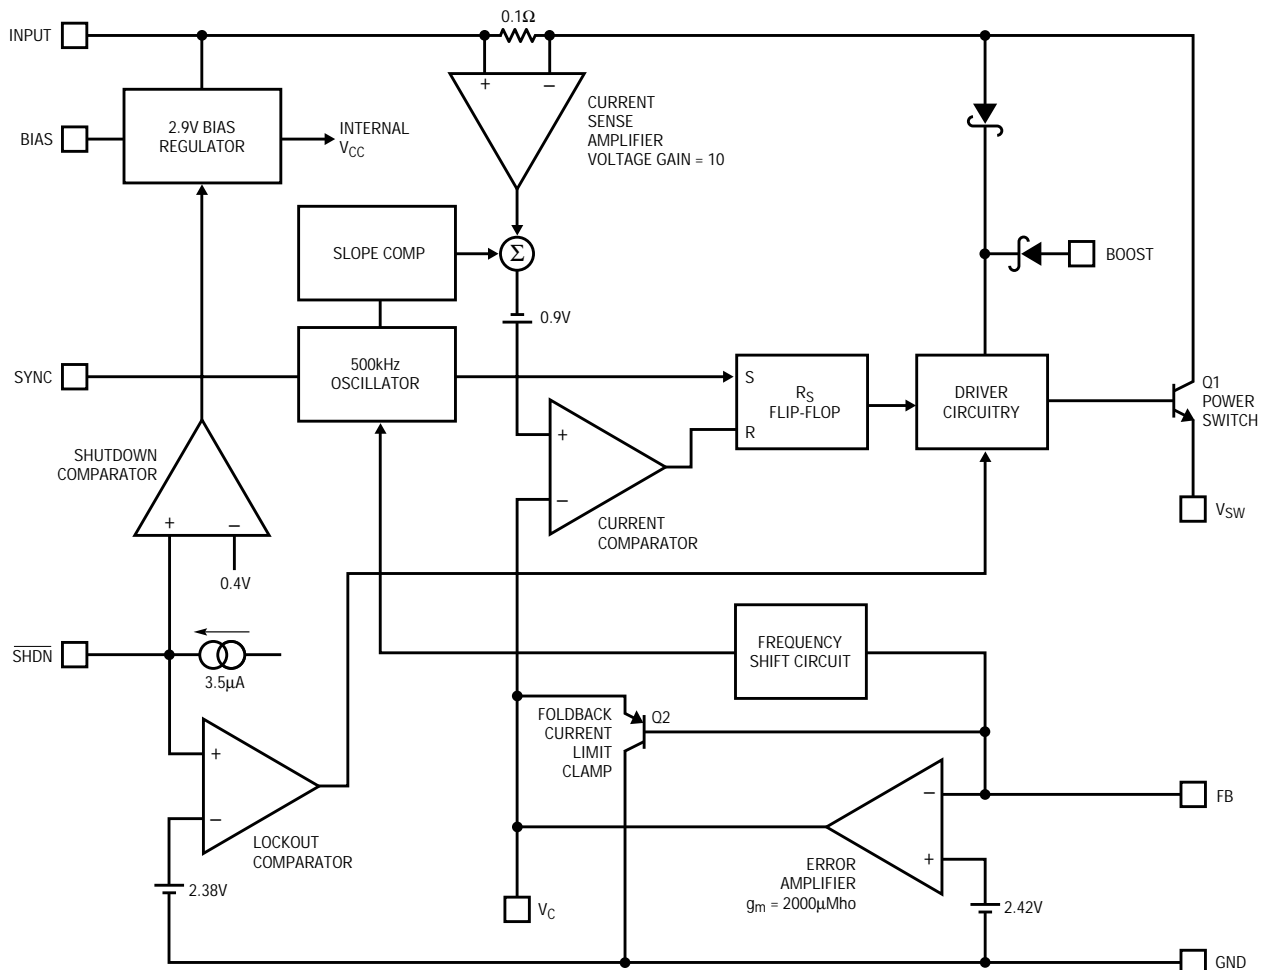 INPUT
0.1Ω
+
−
CURRENT
SENSE
AMPLIFIER
VOLTAGE GAIN = 10
BIAS
2.9V BIAS
REGULATOR
INTERNAL
VCC
SLOPE COMP
Σ
BOOST
0.9V
SYNC
500kHz
OSCILLATOR
S
R
RS
FLIP-FLOP
DRIVER
CIRCUITRY
Q1
POWER
SWITCH
+
−
CURRENT
COMPARATOR
VSW
SHUTDOWN
COMPARATOR
+
−
0.4V
SHDN
3.5µA
FREQUENCY
SHIFT CIRCUIT
FOLDBACK
CURRENT
LIMIT
CLAMP
Q2
+
−
LOCKOUT
COMPARATOR
2.38V
−
+
FB
ERROR
AMPLIFIER
gm = 2000µMho
2.42V
VC
GND